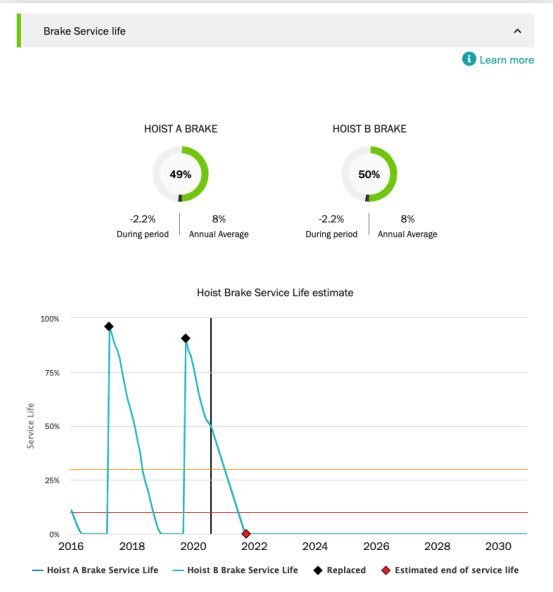 Brake Service life
i Learn more
HOIST A BRAKE
HOIST B BRAKE
49%
50%
-2.2%
8%
-2.2%
8%
During period
Annual Average
During period
Annual Average
Hoist Brake Service Life estimate
100%
75%
50%
25%
0%
Service Life
2016 2018 2020 2022 2024 2026 2028 2030
Hoist A Brake Service Life
Hoist B Brake Service Life
Replaced
Estimated end of service life